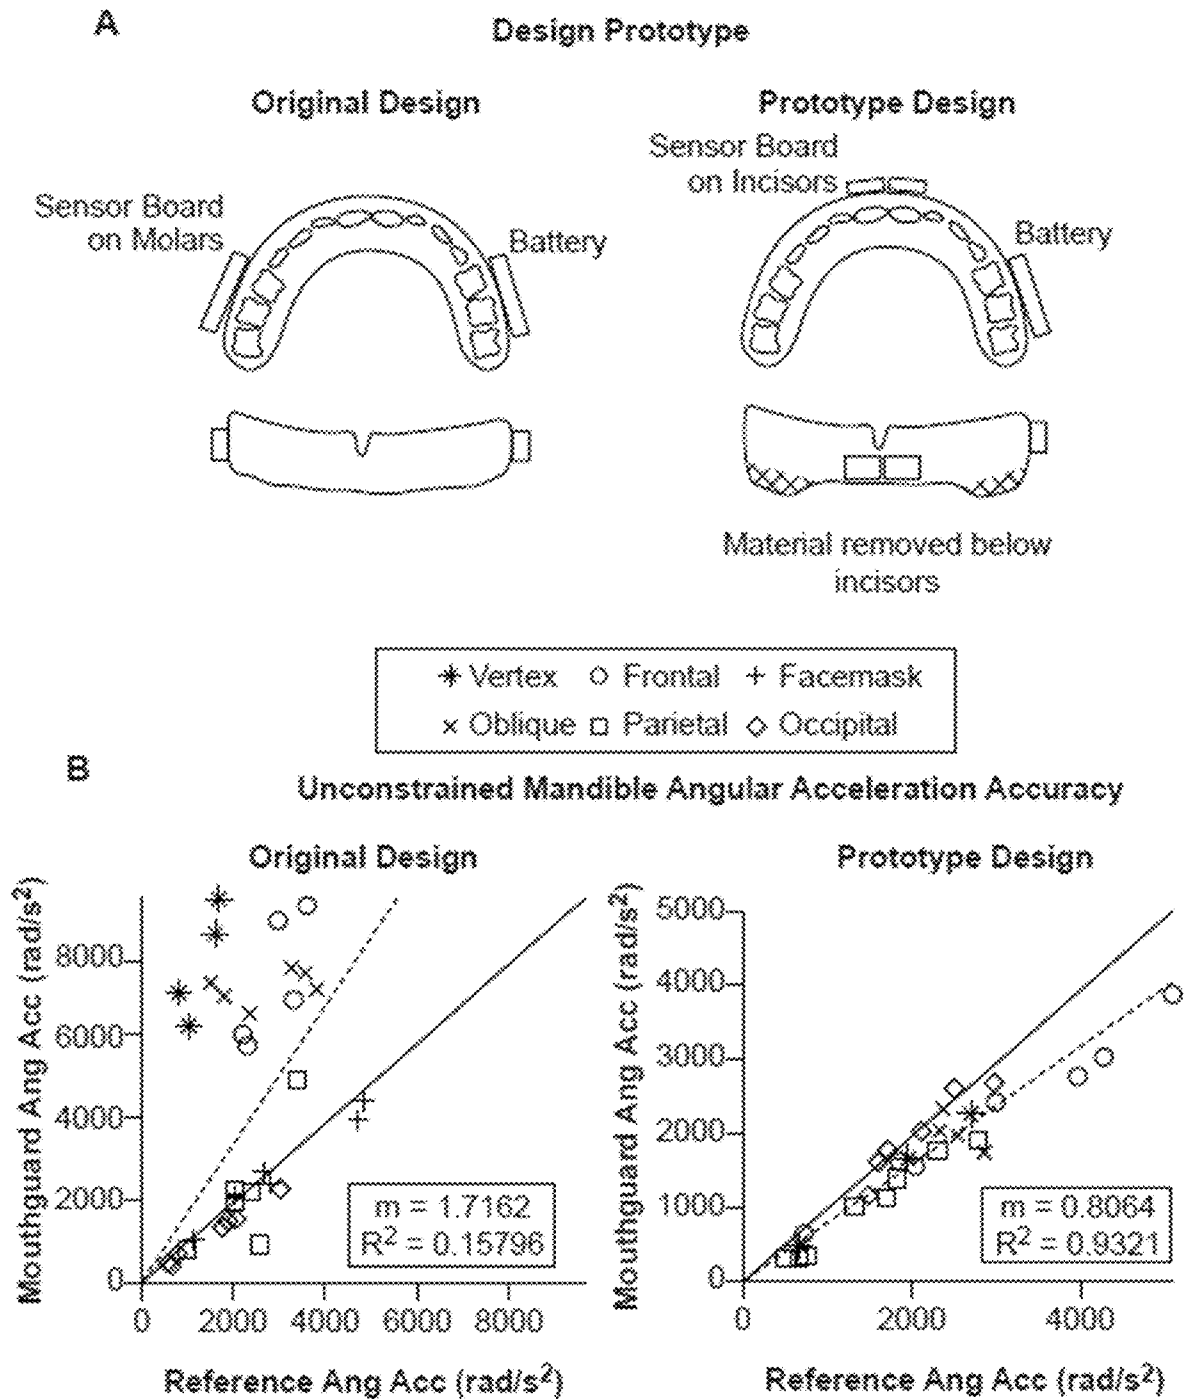 A
Design Prototype
Original Design
Prototype Design
Sensor Board
on Incisors
Sensor Board
on Molars
Battery
Battery
Material removed below
incisors
Vertex Frontal Facemask
Oblique Parietal Occipital
B
Unconstrained Mandible Angular Acceleration Accuracy
Original Design
Mouthguard Ang Acc (rad/s²)
8000
6000
4000
2000
0
m = 1.7162
R² = 0.15796
0 2000 4000 6000 8000
Reference Ang Acc (rad/s²)
Prototype Design
Mouthguard Ang Acc (rad/s²)
5000
4000
3000
2000
1000
0
m = 0.8064
R² = 0.9321
0 2000 4000
Reference Ang Acc (rad/s²)